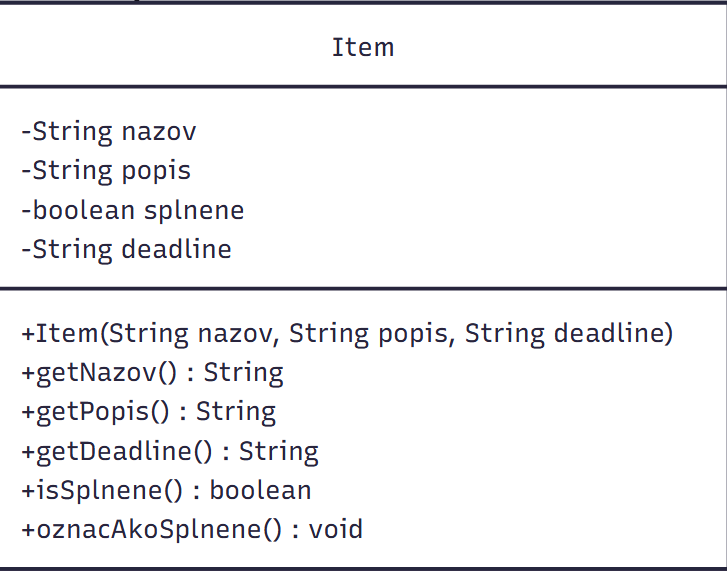 Item
-String nazov
-String popis
-boolean splnene
-String deadline
+Item(String nazov, String popis, String deadline)
+getNazov() : String
+getPopis() : String
+getDeadline() : String
+isSplnene() : boolean
+oznacAkoSplnene() : void